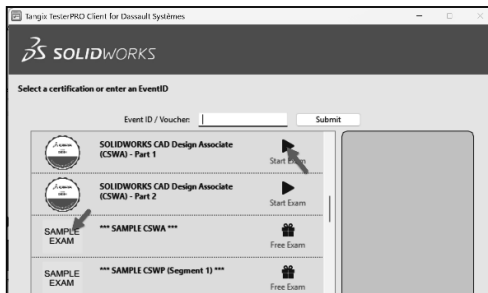 Tangix TesterPRO Client for Dassault Systèmes
SOLIDWORKS
Select a certification or enter an EventID
Event ID / Voucher:
Submit
SOLIDWORKS CAD Design Associate
(CSWA) - Part 1
Start Exam
SOLIDWORKS CAD Design Associate
(CSWA) - Part 2
Start Exam
SAMPLE
EXAM
*** SAMPLE CSWA ***
Free Exam
SAMPLE
EXAM
*** SAMPLE CSWP (Segment 1) ***
Free Exam